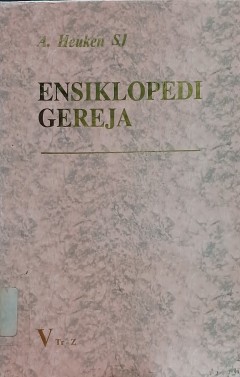 A. Heuken SJ
ENSIKLOPEDI
GEREJA
V Tr-Z